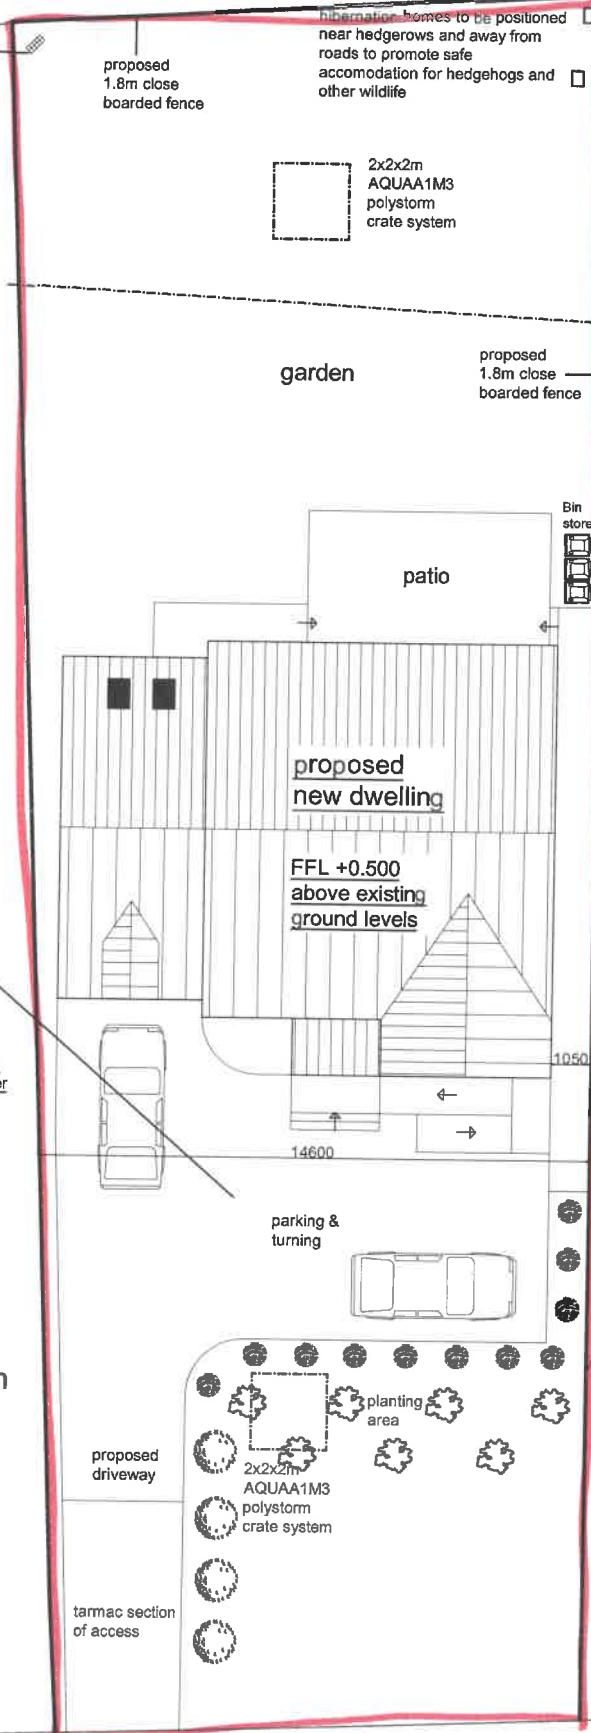 hibernation homes to be positioned
near hedgerows and away from
roads to promote safe
accomodation for hedgehogs and
other wildlife
proposed
1.8m close
boarded fence
2x2x2m
AQUAA1M3
polystorm
crate system
garden
proposed
1.8m close
boarded fence
Bin
store
patio
proposed
new dwelling
FFL +0.500
above existing
ground levels
1050
er
14600
parking &
turning
n
planting
area
proposed
driveway
2x2x2m
AQUAA1M3
polystorm
crate system
tarmac section
of access